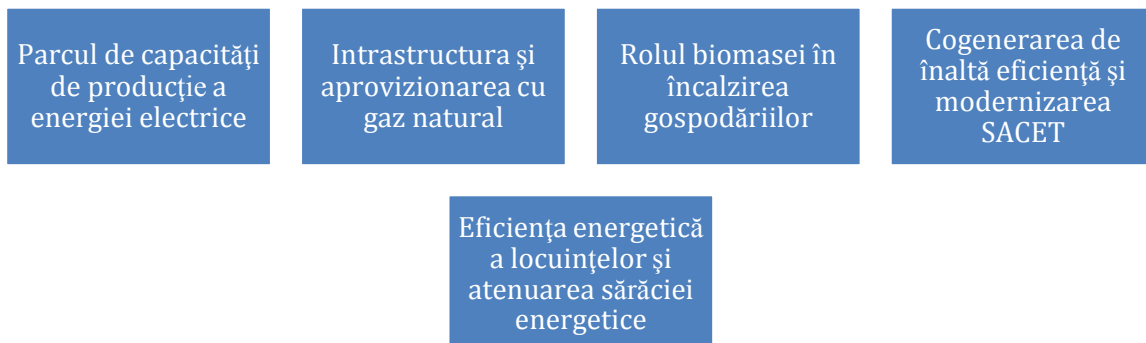 Parcul de capacităţi
de producţie a
energiei electrice
Intrastructura şi
aprovizionarea cu
gaz natural
Rolul biomasei în
încalzirea
gospodăriilor
Cogenerarea de
înaltă eficienţă şi
modernizarea
SACET
Eficienţa energetică
a locuinţelor şi
atenuarea sărăciei
energetice